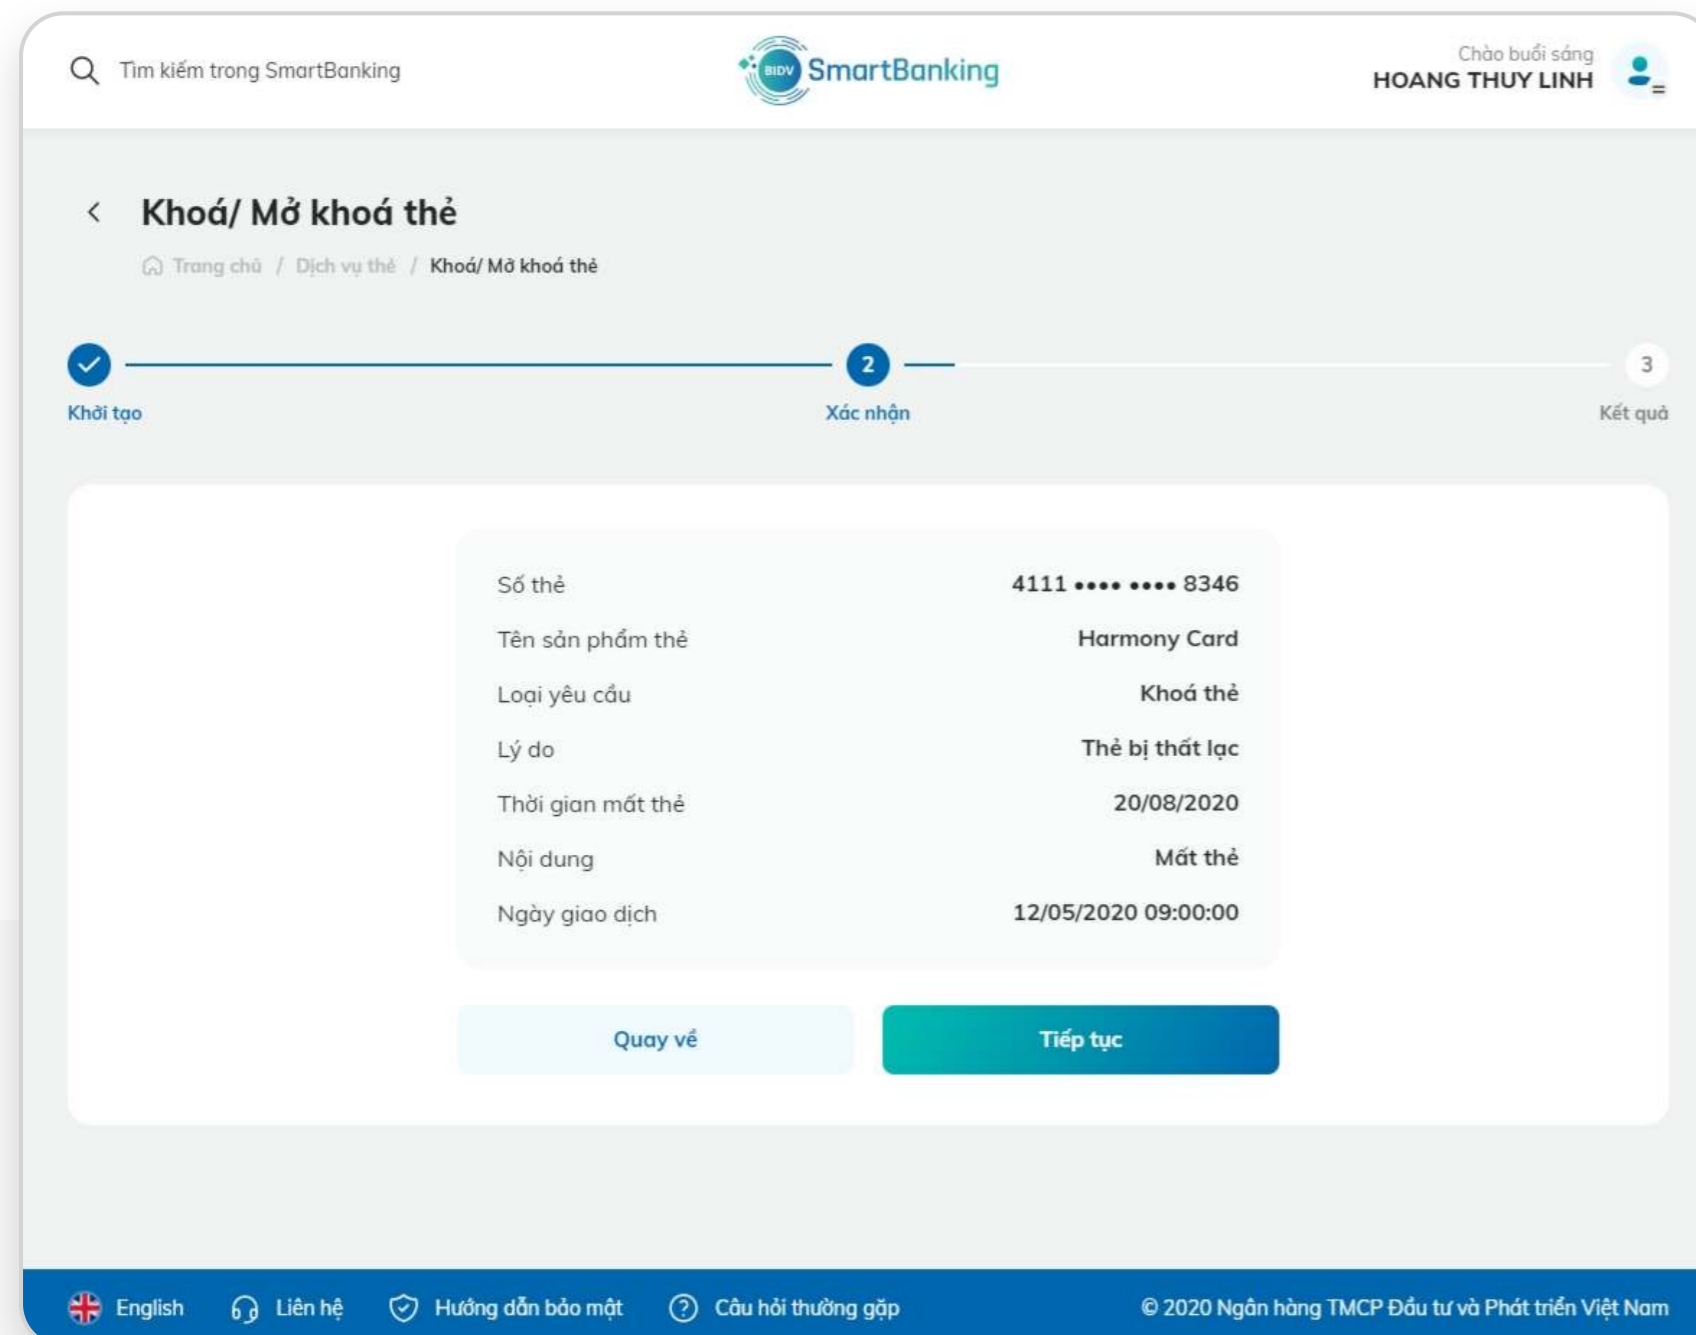 Tìm kiếm trong SmartBanking
BIDV SmartBanking
Chào buổi sáng
HOANG THUY LINH
Khoá/ Mở khoá thẻ
Trang chủ / Dịch vụ thẻ / Khoá/ Mở khoá thẻ
2
3
Khởi tạo
Xác nhận
Kết quả
Số thẻ 4111 •••• •••• 8346
Tên sản phẩm thẻ Harmony Card
Loại yêu cầu Khoá thẻ
Lý do Thẻ bị thất lạc
Thời gian mất thẻ 20/08/2020
Nội dung Mất thẻ
Ngày giao dịch 12/05/2020 09:00:00
Quay về
Tiếp tục
English Liên hệ Hướng dẫn bảo mật Câu hỏi thường gặp © 2020 Ngân hàng TMCP Đầu tư và Phát triển Việt Nam